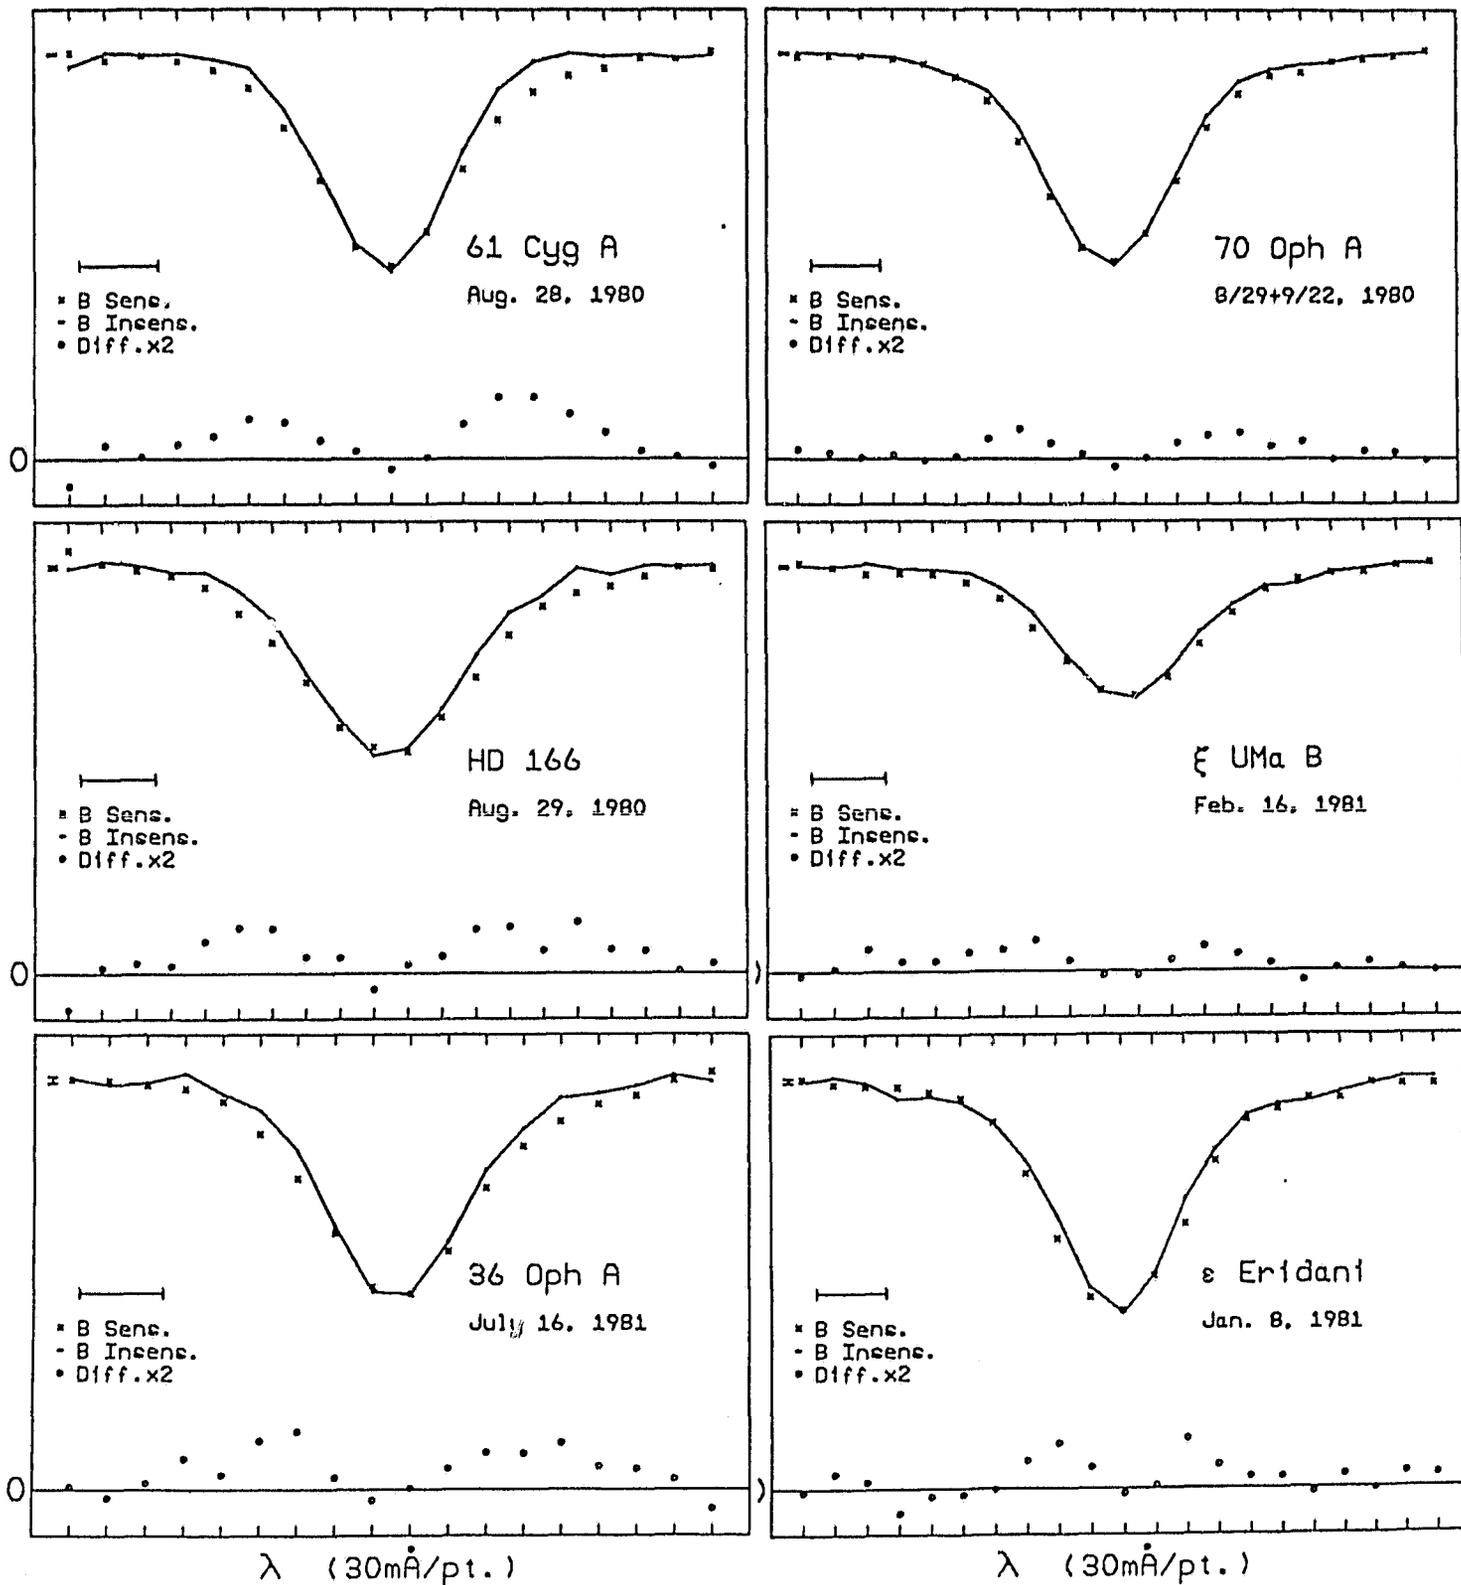 61 Cyg A
Aug. 28, 1980
× B Sens.
- B Insens.
• Diff.x2
0
70 Oph A
8/29+9/22, 1980
× B Sens.
- B Insens.
• Diff.x2
HD 166
Aug. 29, 1980
× B Sens.
- B Insens.
• Diff.x2
0
ξ UMa B
Feb. 16, 1981
× B Sens.
- B Insens.
• Diff.x2
36 Oph A
July 16, 1981
× B Sens.
- B Insens.
• Diff.x2
0
λ (30mÅ/pt.)
ε Eridani
Jan. 8, 1981
× B Sens.
- B Insens.
• Diff.x2
λ (30mÅ/pt.)